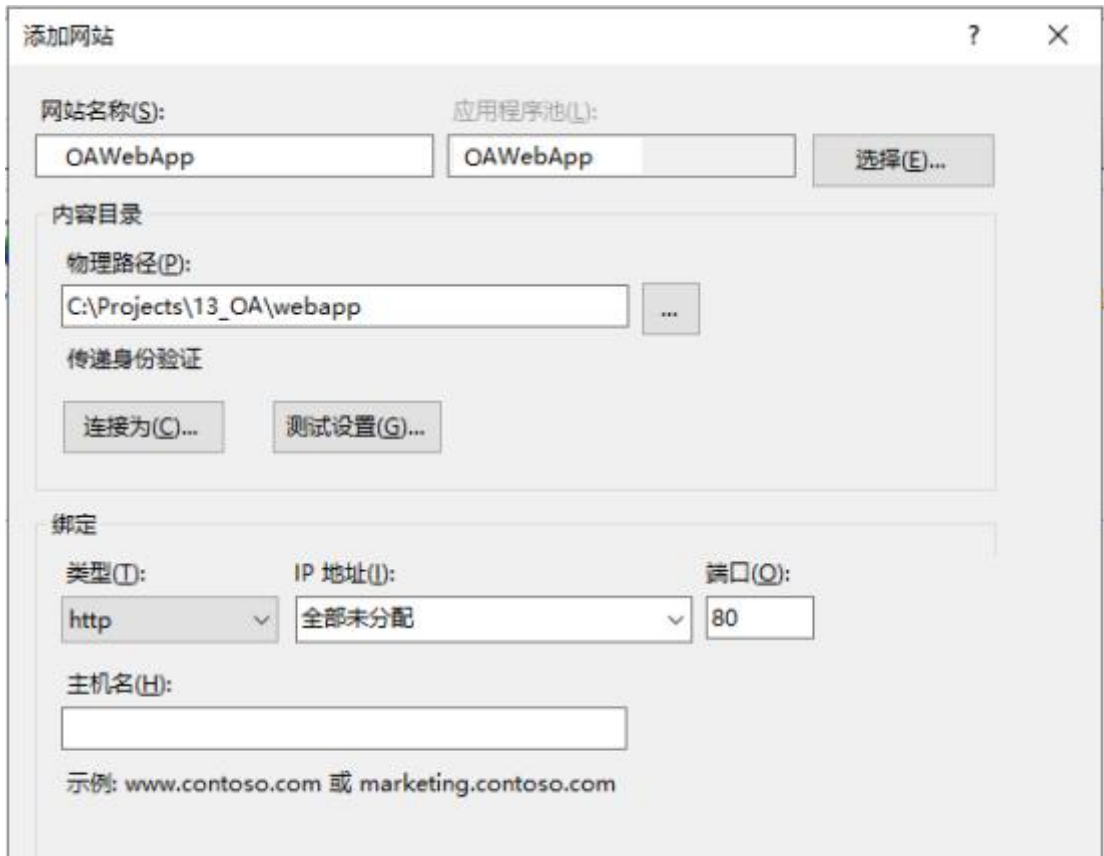 添加网站 ?
网站名称(S): 应用程序池(L):
OAWebApp OAWebApp 选择(E)...
内容目录
物理路径(P):
C:\Projects\13_OA\webapp ...
传递身份验证
连接为(C)... 测试设置(G)...
绑定
类型(T): IP 地址(I): 端口(O):
http 全部未分配 80
主机名(H):
示例: www.contoso.com 或 marketing.contoso.com